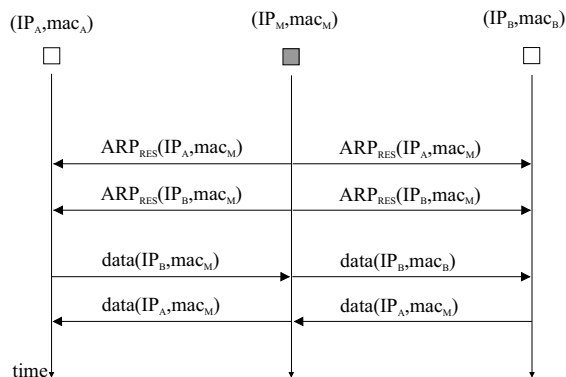 (IP_A,mac_A)
(IP_M,mac_M)
(IP_B,mac_B)
ARP_RES(IP_A,mac_M)
ARP_RES(IP_A,mac_M)
ARP_RES(IP_B,mac_M)
ARP_RES(IP_B,mac_M)
data(IP_B,mac_M)
data(IP_B,mac_B)
data(IP_A,mac_M)
data(IP_A,mac_M)
time